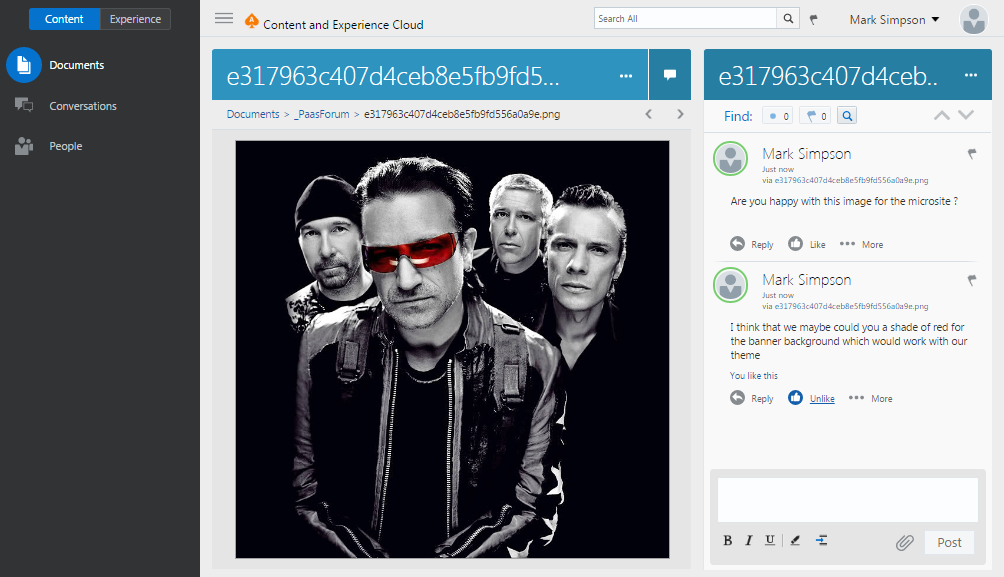 Content
Experience
Content and Experience Cloud
Search All
Mark Simpson
Documents
Conversations
People
e317963c407d4ceb8e5fb9fd5...
Documents > _PaasForum > e317963c407d4ceb8e5fb9fd556a0a9e.png
e317963c407d4ceb..
Find:
0
0
Mark Simpson
Just now
via e317963c407d4ceb8e5fb9fd556a0a9e.png
Are you happy with this image for the microsite ?
Reply
Like
More
Mark Simpson
Just now
via e317963c407d4ceb8e5fb9fd556a0a9e.png
I think that we maybe could you a shade of red for
the banner background which would work with our
theme
You like this
Reply
Unlike
More
B I U
Post